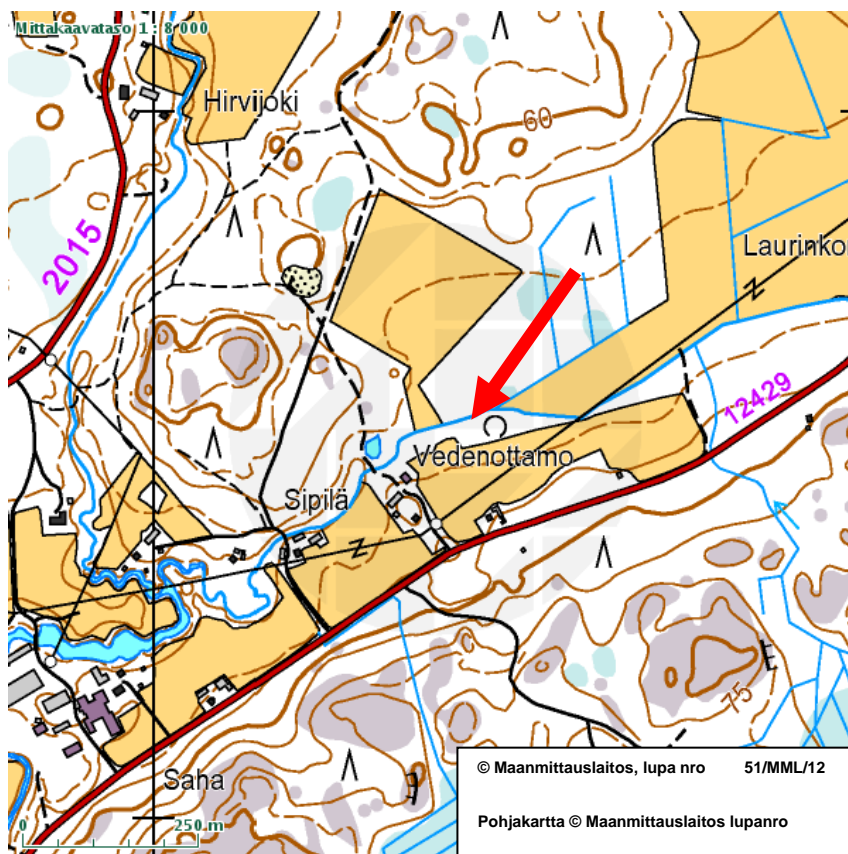 Mittakaavataso 1 : 8 000
Hirvijoki
60
2015
Laurinkor
Z
12429
Vedenottamo
Sipilä
Z
75
Saha
0 250 m
© Maanmittauslaitos, lupa nro 51/MML/12
Pohjakartta © Maanmittauslaitos lupanro